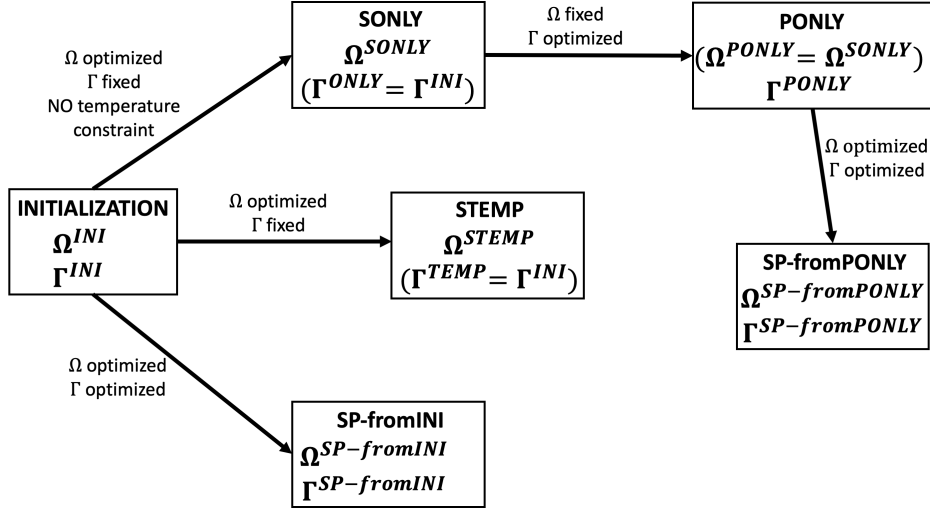 SONLY
Ω^SONLY
(Γ^ONLY = Γ^INI)
Ω fixed
Γ optimized
PONLY
(Ω^PONLY = Ω^SONLY)
Γ^PONLY
Ω optimized
Γ fixed
NO temperature
constraint
Ω optimized
Γ optimized
INITIALIZATION
Ω^INI
Γ^INI
Ω optimized
Γ fixed
STEMP
Ω^STEMP
(Γ^TEMP = Γ^INI)
SP-fromPONLY
Ω^SP−fromPONLY
Γ^SP−fromPONLY
Ω optimized
Γ optimized
SP-fromINI
Ω^SP−fromINI
Γ^SP−fromINI